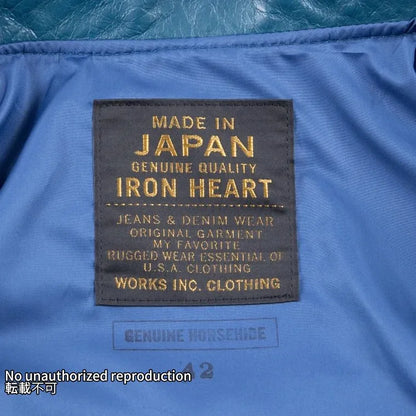 MADE IN
JAPAN
GENUINE QUALITY
IRON HEART
JEANS & DENIM WEAR
ORIGINAL GARMENT
MY FAVORITE
RUGGED WEAR ESSENTIAL OF
U.S.A. CLOTHING
WORKS INC. CLOTHING
GENUINE HORSEHIDE
42
No unauthorized reproduction
転載不可